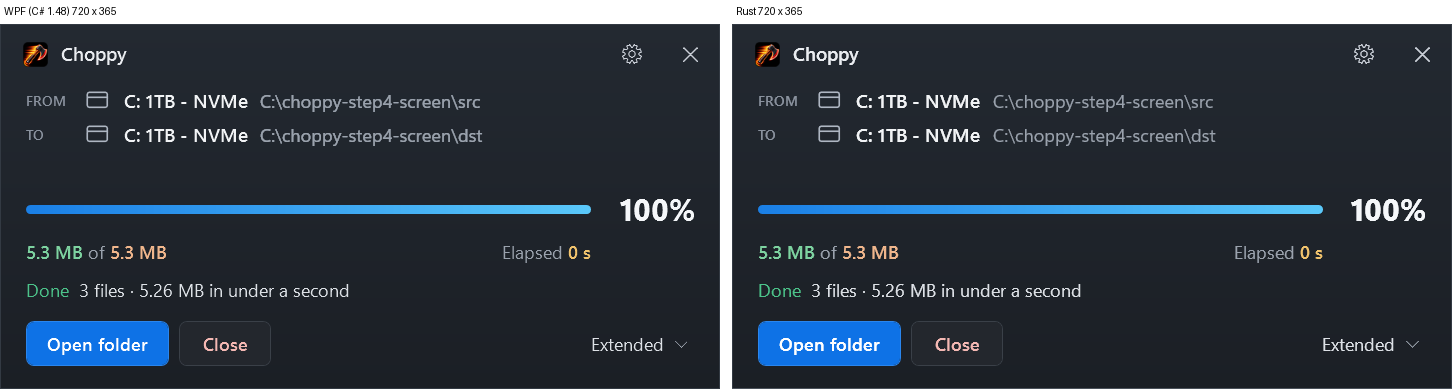 WPF (C# 1.48) 720 x 365
Choppy
FROM C: 1TB - NVMe C:\choppy-step4-screen\src
TO C: 1TB - NVMe C:\choppy-step4-screen\dst
100%
5.3 MB of 5.3 MB Elapsed 0 s
Done 3 files · 5.26 MB in under a second
Open folder Close Extended
Rust 720 x 365
Choppy
FROM C: 1TB - NVMe C:\choppy-step4-screen\src
TO C: 1TB - NVMe C:\choppy-step4-screen\dst
100%
5.3 MB of 5.3 MB Elapsed 0 s
Done 3 files · 5.26 MB in under a second
Open folder Close Extended